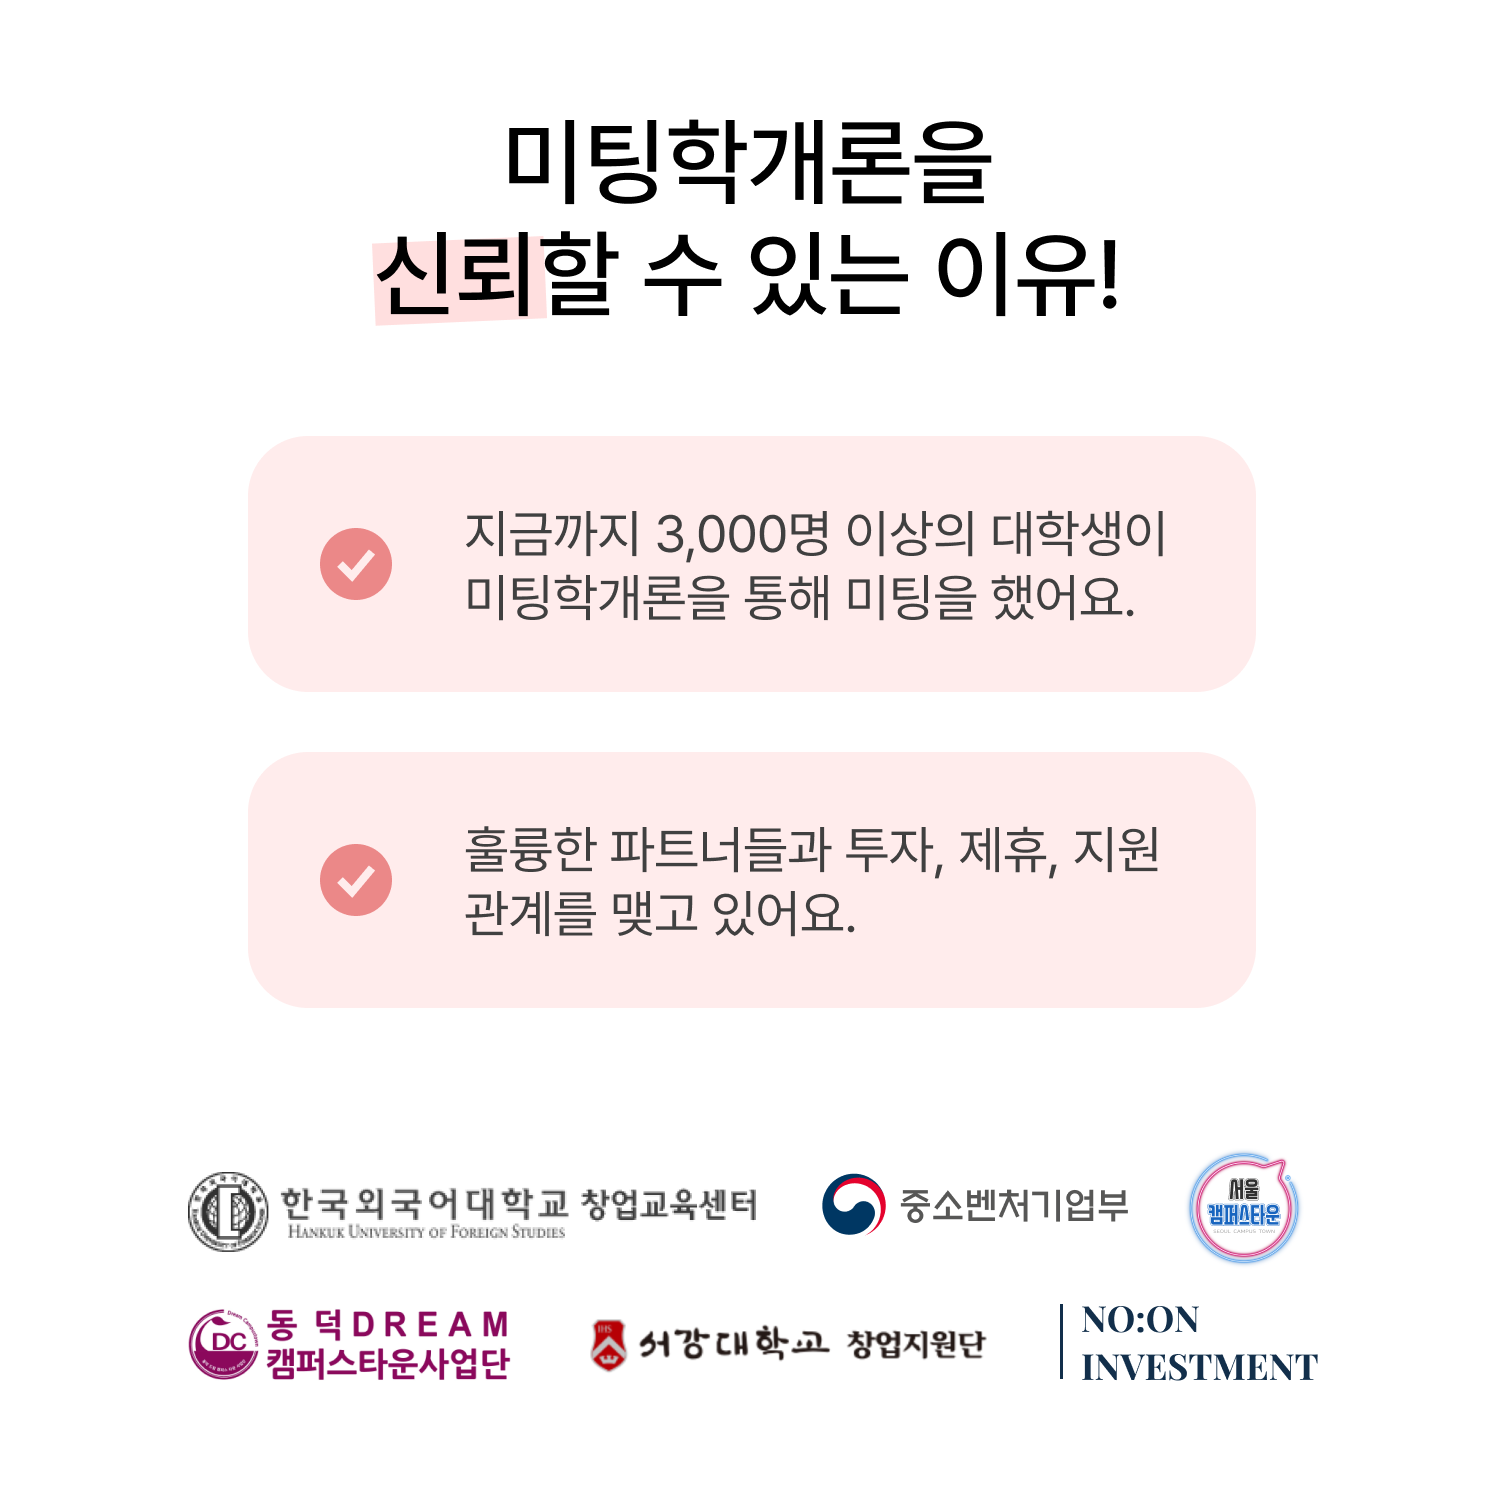 미팅학개론을
신뢰할 수 있는 이유!
지금까지 3,000명 이상의 대학생이
미팅학개론을 통해 미팅을 했어요.
훌륭한 파트너들과 투자, 제휴, 지원
관계를 맺고 있어요.
한국외국어대학교 창업교육센터
HANKUK UNIVERSITY OF FOREIGN STUDIES
중소벤처기업부
서울
캠퍼스타운
SEOUL CAMPUS TOWN
DC
동덕DREAM
캠퍼스타운사업단
IHS
서강대학교 창업지원단
NO:ON
INVESTMENT